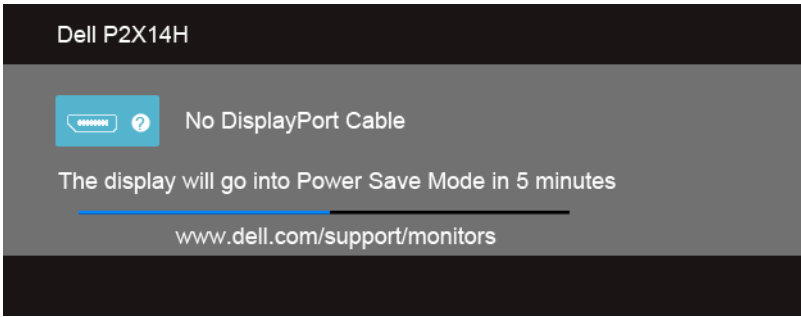 Dell P2X14H
No DisplayPort Cable
The display will go into Power Save Mode in 5 minutes
www.dell.com/support/monitors